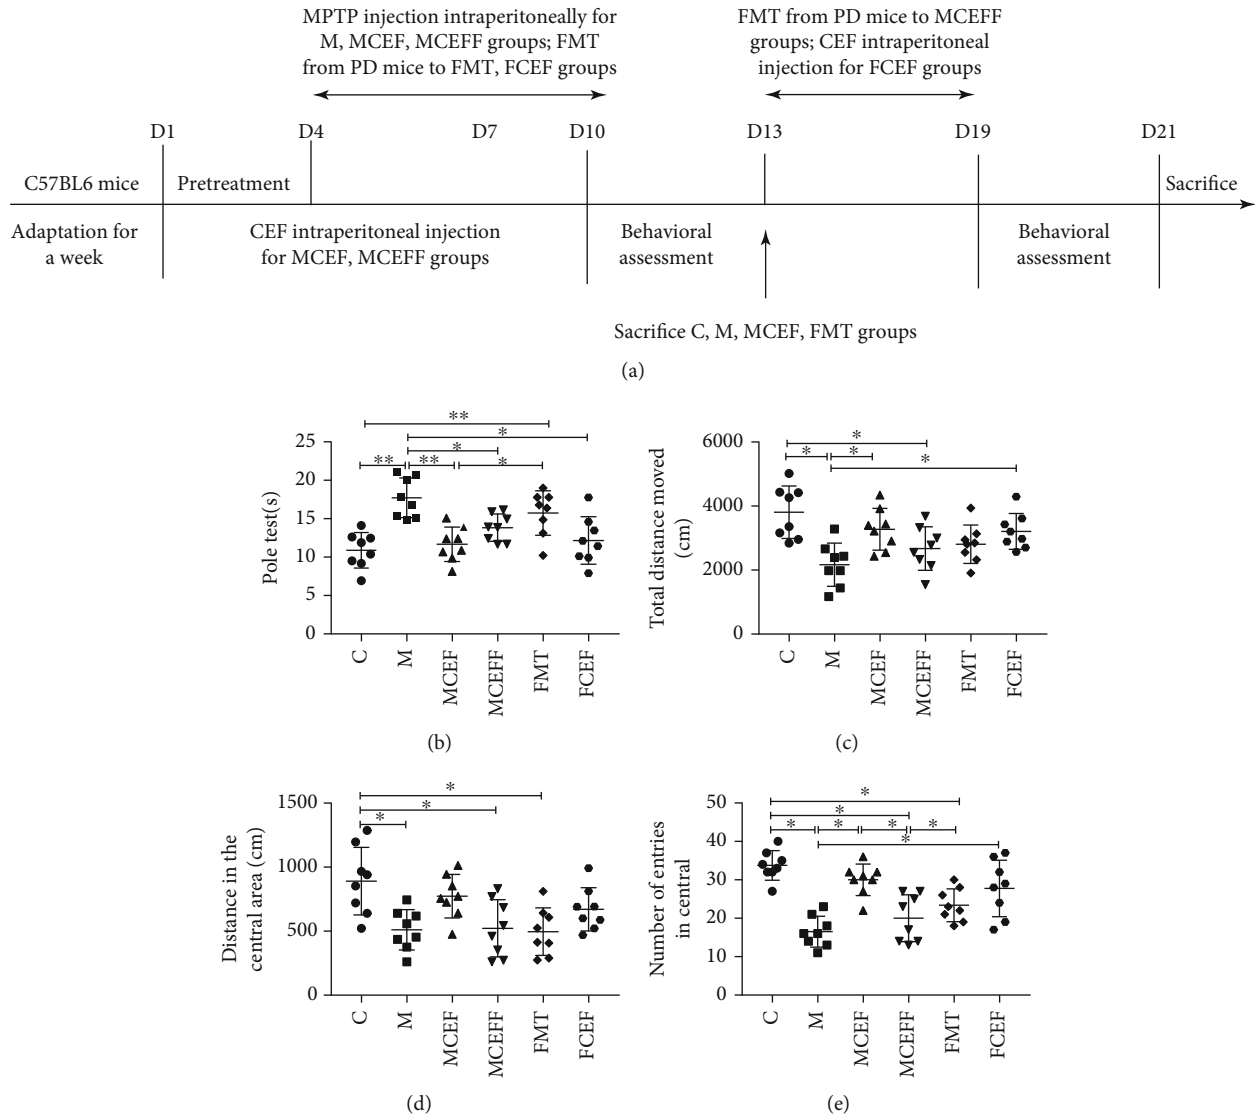 MPTP injection intraperitoneally for
M, MCEF, MCEFF groups; FMT
from PD mice to FMT, FCEF groups
FMT from PD mice to MCEFF
groups; CEF intraperitoneal
injection for FCEF groups
D1 D4 D7 D10 D13 D19 D21
C57BL6 mice Pretreatment Sacrifice
Adaptation for
a week
CEF intraperitoneal injection
for MCEF, MCEFF groups
Behavioral
assessment
Behavioral
assessment
Sacrifice C, M, MCEF, FMT groups
(a)
Pole test(s)
25
20
15
10
5
0
**
*
*
** ** *
C M MCEF MCEFF FMT FCEF
(b)
Total distance moved
(cm)
6000
4000
2000
0
*
* *
*
C M MCEF MCEFF FMT FCEF
(c)
Distance in the
central area (cm)
1500
1000
500
0
*
*
*
C M MCEF MCEFF FMT FCEF
(d)
Number of entries
in central
50
40
30
20
10
0
*
*
* * * *
*
C M MCEF MCEFF FMT FCEF
(e)